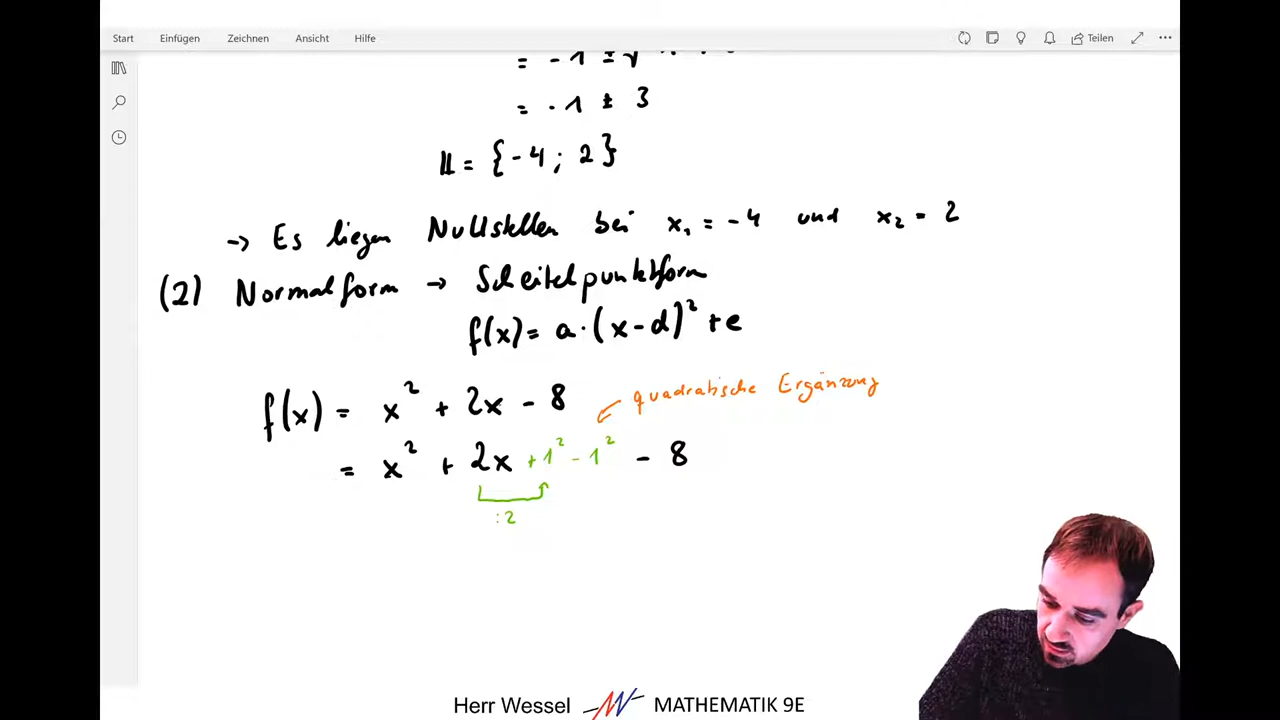 Start Einfügen Zeichnen Ansicht Hilfe Teilen
= -1 ±
= -1 ± 3
𝕃 = {-4; 2}
→ Es liegen Nullstellen bei x₁ = -4 und x₂ = 2
(2) Normalform → Scheitelpunktform
f(x) = a·(x-d)² + e
quadratische Ergänzung
f(x) = x² + 2x - 8
= x² + 2x +1² -1² - 8
:2
Herr Wessel MATHEMATIK 9E